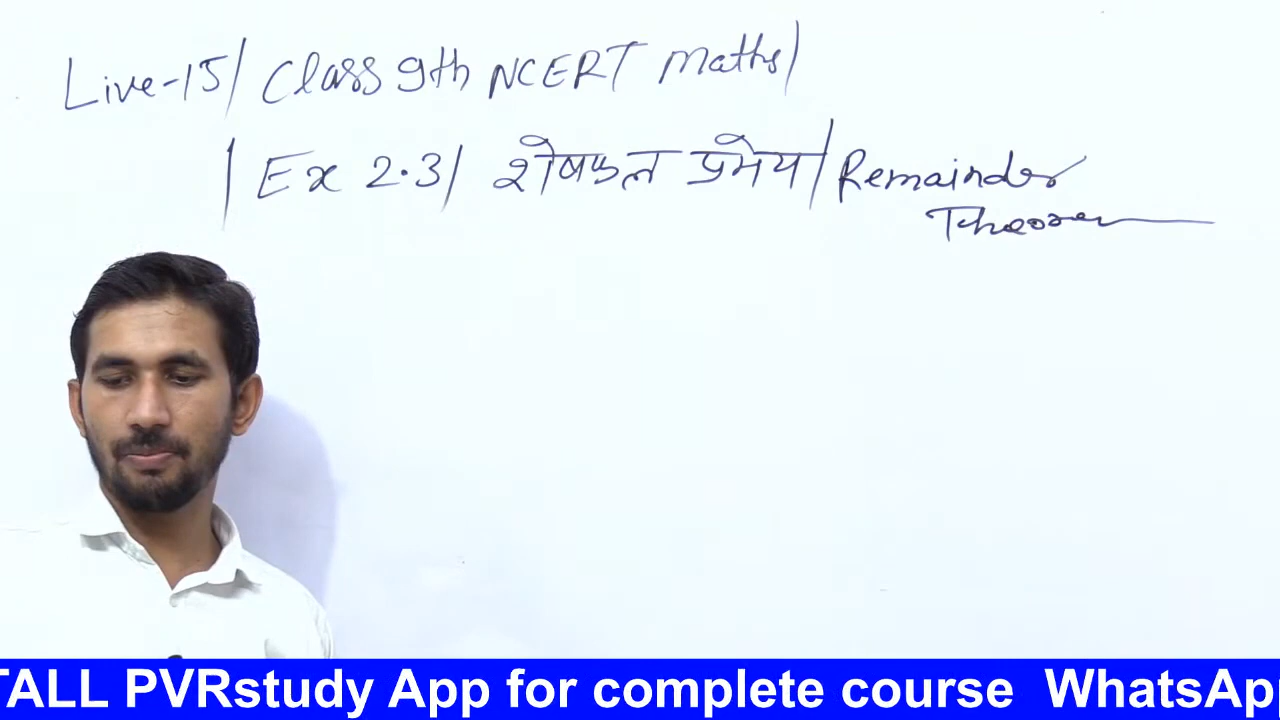 Live-15/ Class 9th NCERT Maths/
/ Ex 2.3/ शेषफल प्रमेय/ Remainder
Theorem
TALL PVRstudy App for complete course WhatsAp